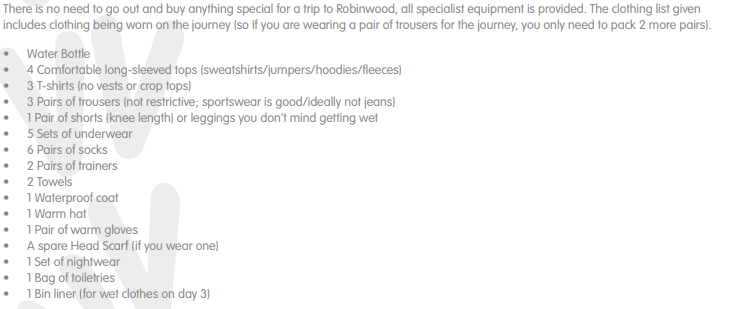 There is no need to go out and buy anything special for a trip to Robinwood, all specialist equipment is provided. The clothing list given
includes clothing being worn on the journey (so if you are wearing a pair of trousers for the journey, you only need to pack 2 more pairs).
• Water Bottle
• 4 Comfortable long-sleeved tops (sweatshirts/jumpers/hoodies/fleeces)
• 3 T-shirts (no vests or crop tops)
• 3 Pairs of trousers (not restrictive; sportswear is good/ideally not jeans)
• 1 Pair of shorts (knee length) or leggings you don't mind getting wet
• 5 Sets of underwear
• 6 Pairs of socks
• 2 Pairs of trainers
• 2 Towels
• 1 Waterproof coat
• 1 Warm hat
• 1 Pair of warm gloves
• A spare Head Scarf (if you wear one)
• 1 Set of nightwear
• 1 Bag of toiletries
• 1 Bin liner (for wet clothes on day 3)